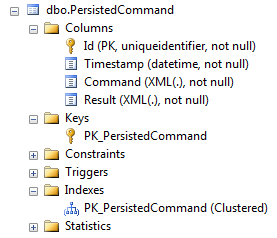 dbo.PersistedCommand
Columns
Id (PK, uniqueidentifier, not null)
Timestamp (datetime, not null)
Command (XML(.), not null)
Result (XML(.), not null)
Keys
PK_PersistedCommand
Constraints
Triggers
Indexes
PK_PersistedCommand (Clustered)
Statistics